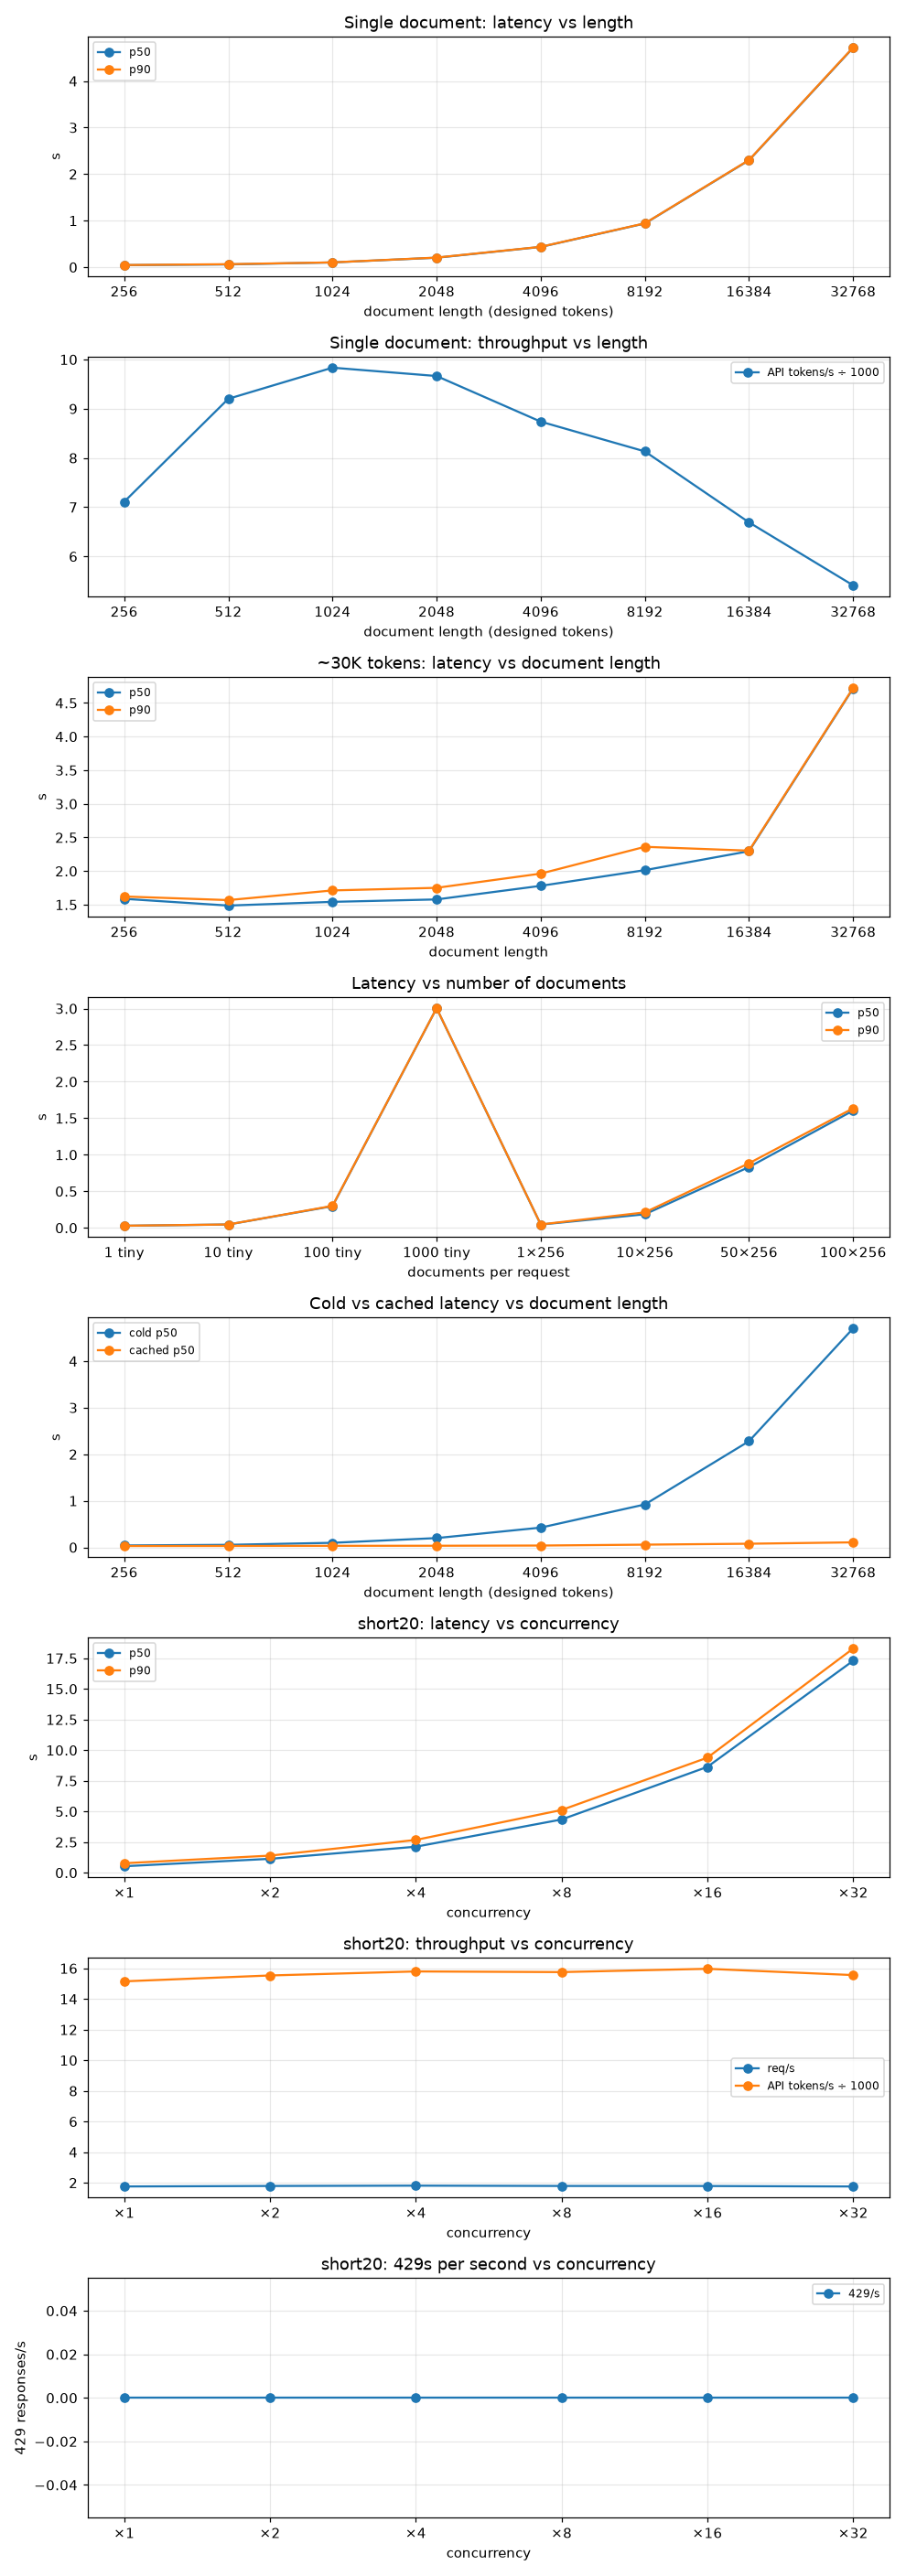 Single document: latency vs length
p50
p90
4
3
2
1
0
s
256 512 1024 2048 4096 8192 16384 32768
document length (designed tokens)
Single document: throughput vs length
API tokens/s ÷ 1000
10
9
8
7
6
256 512 1024 2048 4096 8192 16384 32768
document length (designed tokens)
~30K tokens: latency vs document length
p50
p90
4.5
4.0
3.5
3.0
2.5
2.0
1.5
s
256 512 1024 2048 4096 8192 16384 32768
document length
Latency vs number of documents
p50
p90
3.0
2.5
2.0
1.5
1.0
0.5
0.0
s
1 tiny 10 tiny 100 tiny 1000 tiny 1×256 10×256 50×256 100×256
documents per request
Cold vs cached latency vs document length
cold p50
cached p50
4
3
2
1
0
s
256 512 1024 2048 4096 8192 16384 32768
document length (designed tokens)
short20: latency vs concurrency
p50
p90
17.5
15.0
12.5
10.0
7.5
5.0
2.5
0.0
s
×1 ×2 ×4 ×8 ×16 ×32
concurrency
short20: throughput vs concurrency
16
14
12
10
8
6
4
2
req/s
API tokens/s ÷ 1000
×1 ×2 ×4 ×8 ×16 ×32
concurrency
short20: 429s per second vs concurrency
429/s
0.04
0.02
0.00
−0.02
−0.04
429 responses/s
×1 ×2 ×4 ×8 ×16 ×32
concurrency